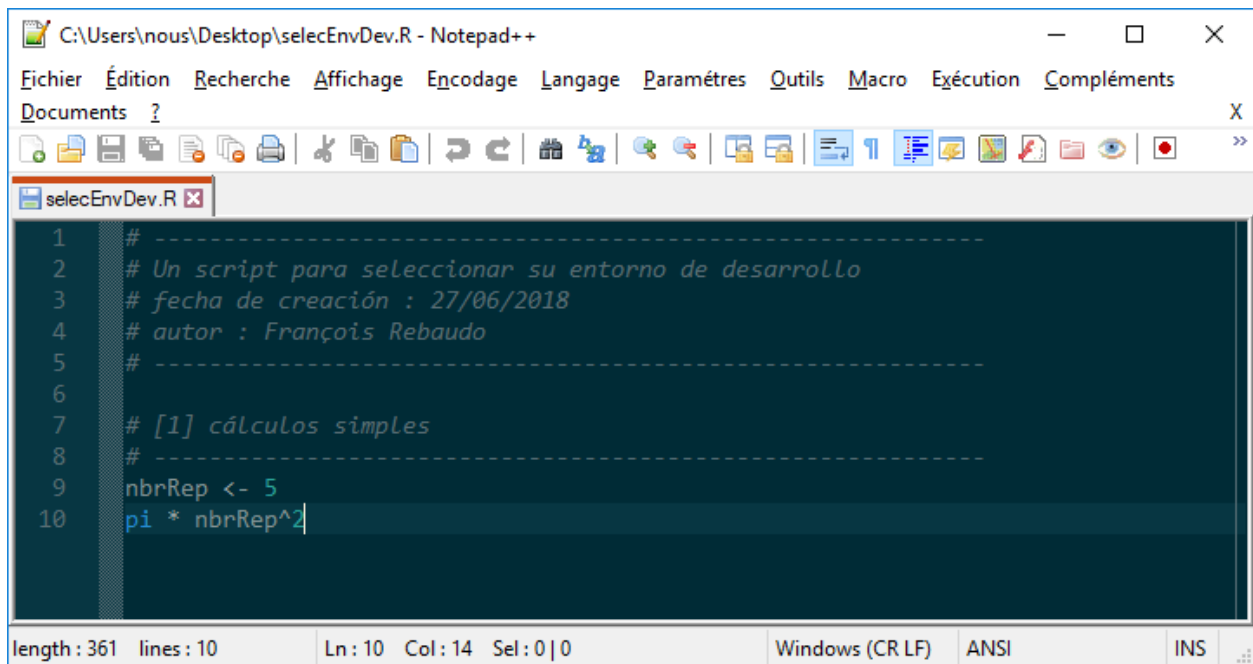 C:\Users\nous\Desktop\selecEnvDev.R - Notepad++
Fichier Édition Recherche Affichage Encodage Langage Paramétres Outils Macro Exécution Compléments
Documents ? X
selecEnvDev.R
1 # ------------------------------------------------------------
2 # Un script para seleccionar su entorno de desarrollo
3 # fecha de creación : 27/06/2018
4 # autor : François Rebaudo
5 # ------------------------------------------------------------
6
7 # [1] cálculos simples
8 # ------------------------------------------------------------
9 nbrRep <- 5
10 pi * nbrRep^2
length : 361 lines : 10 Ln : 10 Col : 14 Sel : 0 | 0 Windows (CR LF) ANSI INS